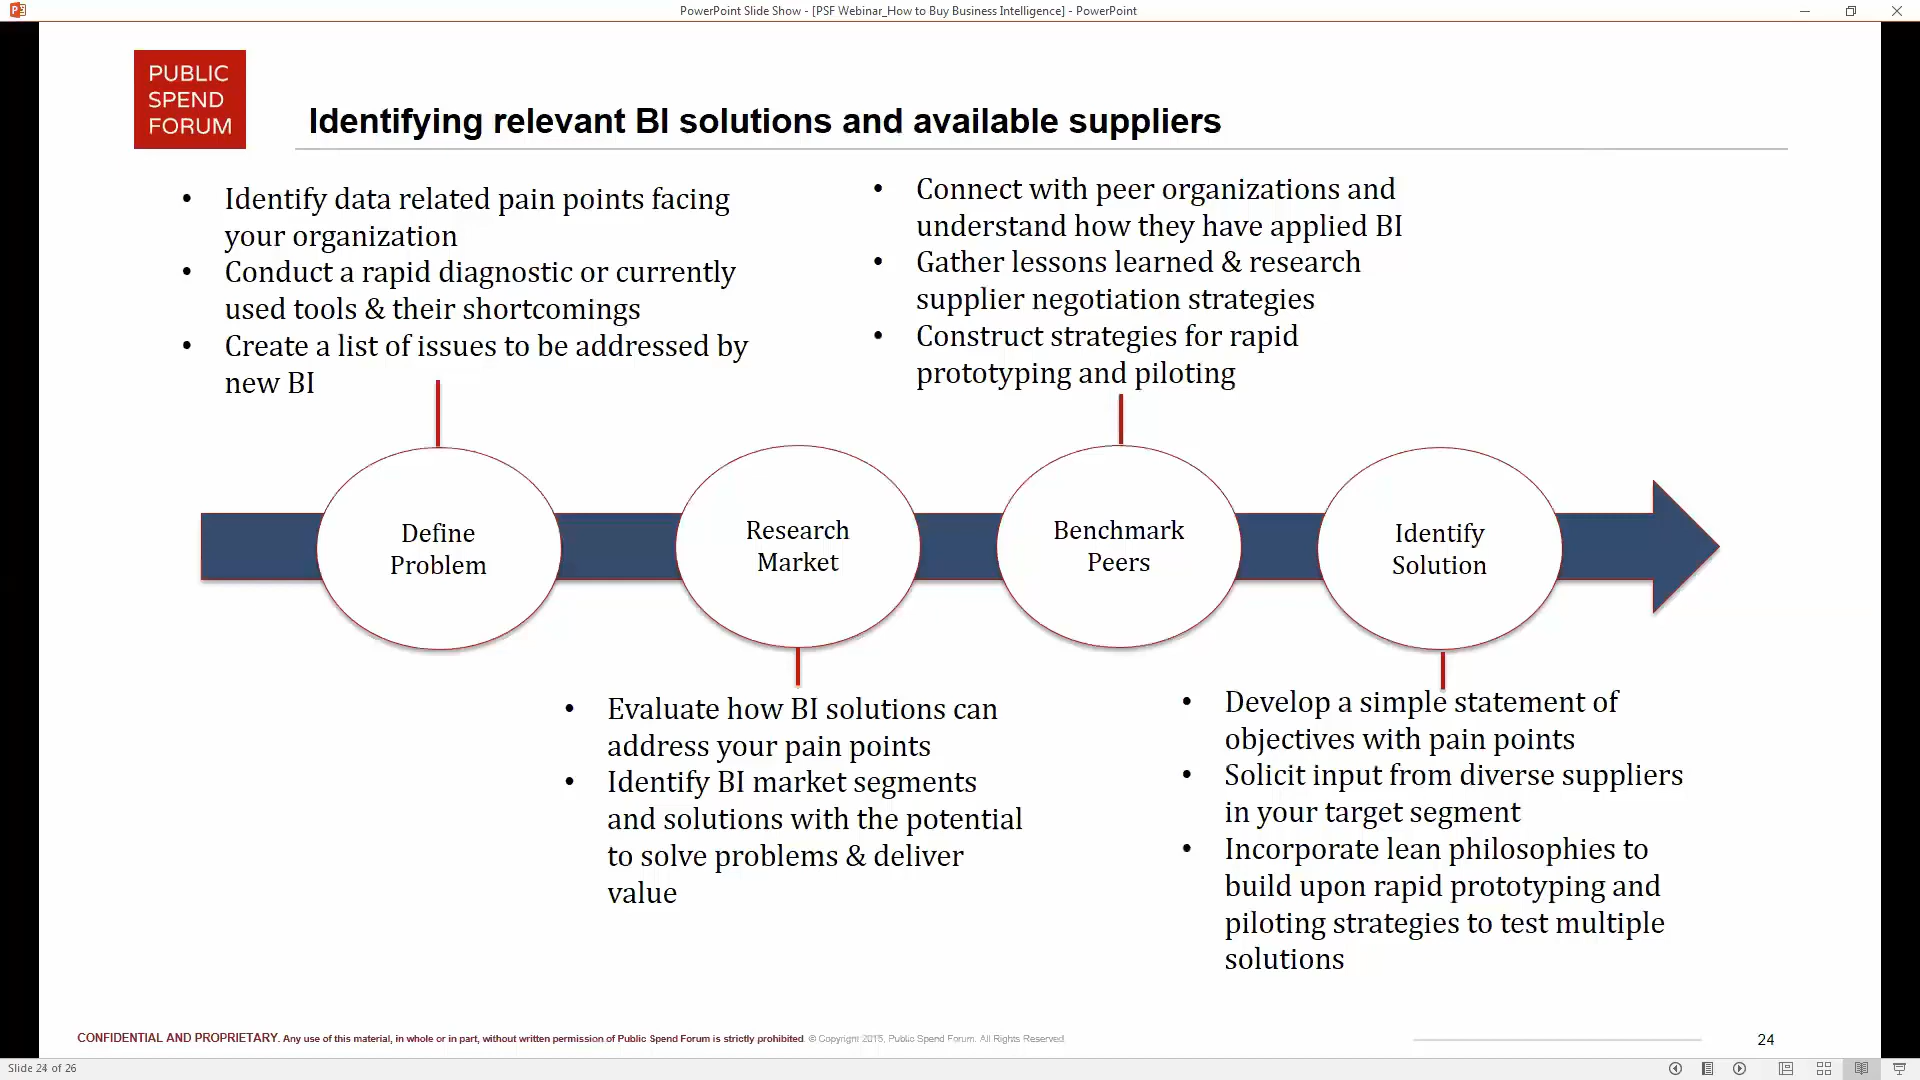 PowerPoint Slide Show - [PSF Webinar_How to Buy Business Intelligence] - PowerPoint
PUBLIC
SPEND
FORUM
Identifying relevant BI solutions and available suppliers
• Identify data related pain points facing
your organization
• Conduct a rapid diagnostic or currently
used tools & their shortcomings
• Create a list of issues to be addressed by
new BI
• Connect with peer organizations and
understand how they have applied BI
• Gather lessons learned & research
supplier negotiation strategies
• Construct strategies for rapid
prototyping and piloting
Define
Problem
Research
Market
Benchmark
Peers
Identify
Solution
• Evaluate how BI solutions can
address your pain points
• Identify BI market segments
and solutions with the potential
to solve problems & deliver
value
• Develop a simple statement of
objectives with pain points
• Solicit input from diverse suppliers
in your target segment
• Incorporate lean philosophies to
build upon rapid prototyping and
piloting strategies to test multiple
solutions
CONFIDENTIAL AND PROPRIETARY. Any use of this material, in whole or in part, without written permission of Public Spend Forum is strictly prohibited. © Copyright 2015, Public Spend Forum. All Rights Reserved.
24
Slide 24 of 26